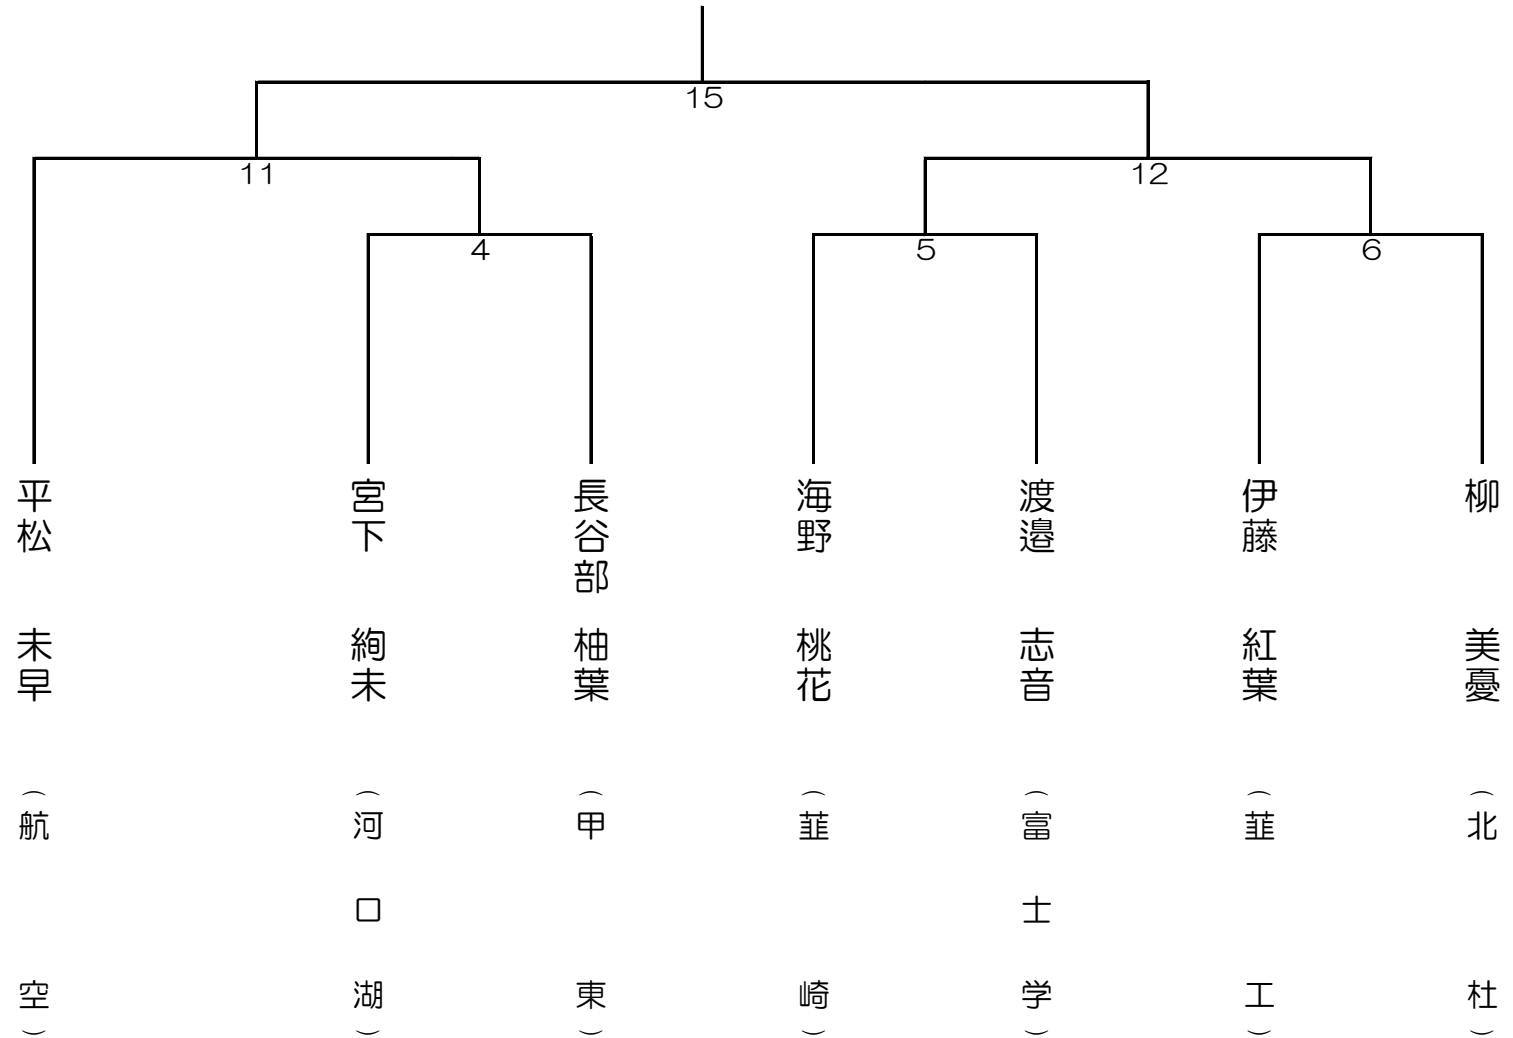 15
11
12
4
5
6
平松 未早 (航空)
宮下 絢未 (河口湖)
長谷部 柚葉 (甲東)
海野 桃花 (韮崎)
渡邉 志音 (富士学)
伊藤 紅葉 (韮工)
柳 美憂 (北杜)